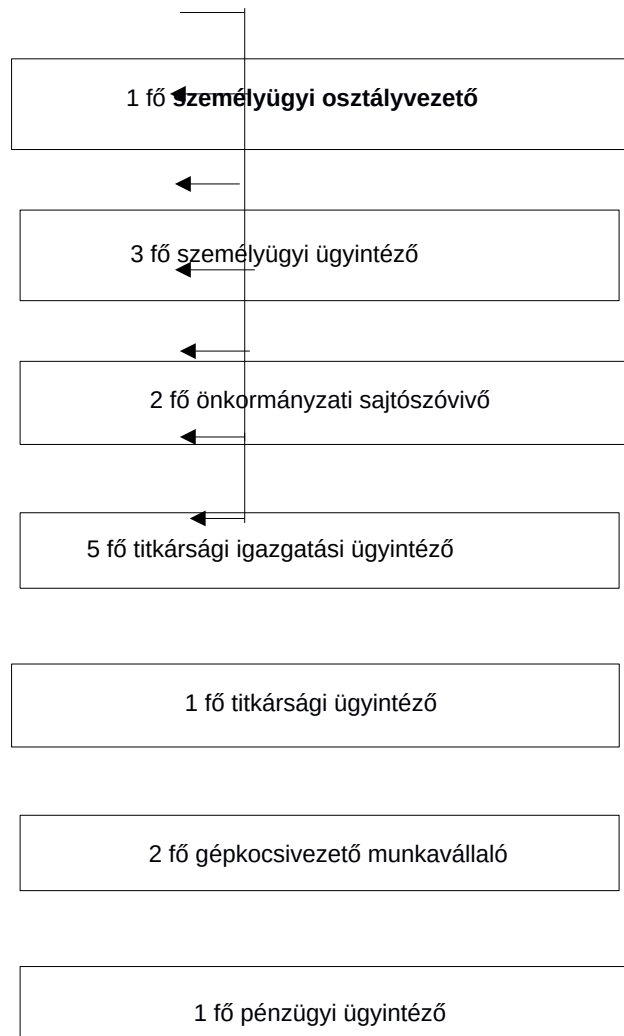 1 fő személyügyi osztályvezető
3 fő személyügyi ügyintéző
2 fő önkormányzati sajtószóvivő
5 fő titkársági igazgatási ügyintéző
1 fő titkársági ügyintéző
2 fő gépkocsivezető munkavállaló
1 fő pénzügyi ügyintéző